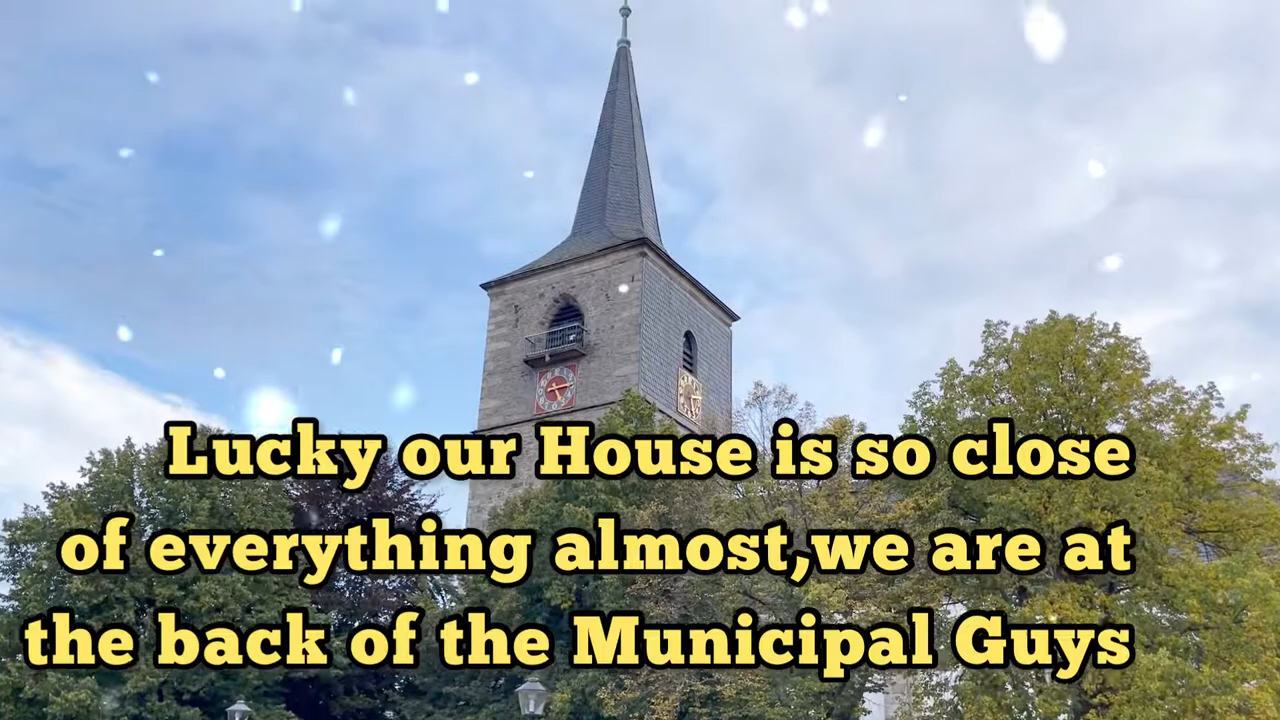 Lucky our House is so close
of everything almost,we are at
the back of the Municipal Guys